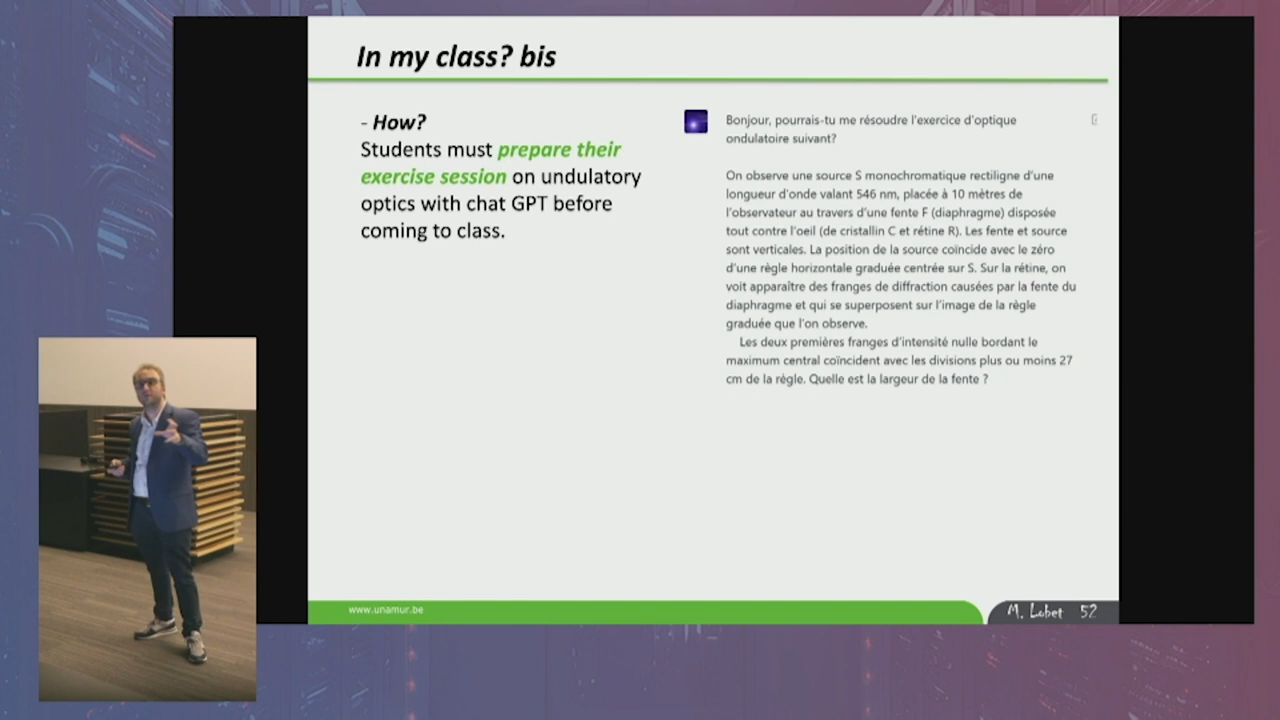 In my class? bis
- How?
Students must prepare their
exercise session on undulatory
optics with chat GPT before
coming to class.
Bonjour, pourrais-tu me résoudre l'exercice d'optique
ondulatoire suivant?
On observe une source S monochromatique rectiligne d'une
longueur d'onde valant 546 nm, placée à 10 mètres de
l'observateur au travers d'une fente F (diaphragme) disposée
tout contre l'oeil (de cristallin C et rétine R). Les fente et source
sont verticales. La position de la source coïncide avec le zéro
d'une règle horizontale graduée centrée sur S. Sur la rétine, on
voit apparaître des franges de diffraction causées par la fente du
diaphragme et qui se superposent sur l'image de la règle
graduée que l'on observe.
Les deux premières franges d'intensité nulle bordant le
maximum central coïncident avec les divisions plus ou moins 27
cm de la règle. Quelle est la largeur de la fente ?
www.unamur.be
M. Lobet 52